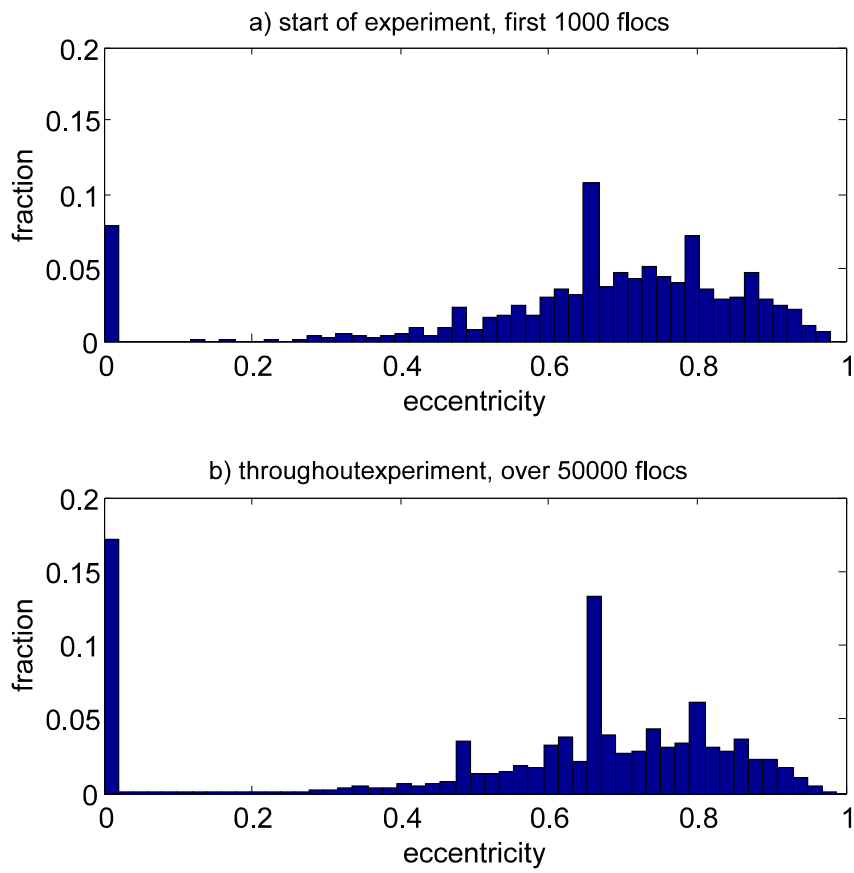 a) start of experiment, first 1000 flocs
0.2
0.15
0.1
0.05
0
fraction
0 0.2 0.4 0.6 0.8 1
eccentricity
b) throughoutexperiment, over 50000 flocs
0.2
0.15
0.1
0.05
0
fraction
0 0.2 0.4 0.6 0.8 1
eccentricity